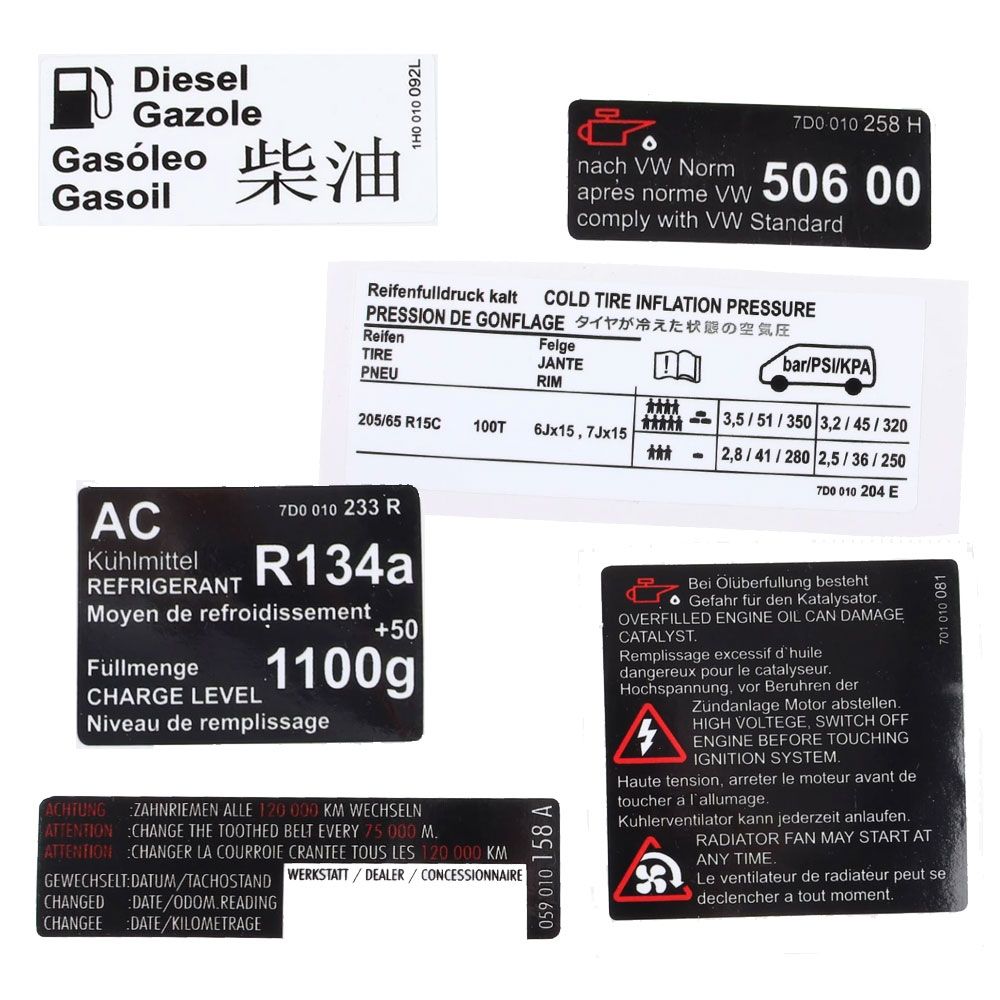 Diesel
Gazole
Gasóleo
Gasoil
柴油
1H0 010 092L
7D0 010 258 H
nach VW Norm
après norme VW
comply with VW Standard
506 00
Reifenfulldruck kalt COLD TIRE INFLATION PRESSURE
PRESSION DE GONFLAGE タイヤが冷えた状態の空気圧
Reifen
TIRE
PNEU
Felge
JANTE
RIM
bar/PSI/KPA
205/65 R15C 100T 6Jx15 , 7Jx15
3,5 / 51 / 350 3,2 / 45 / 320
2,8 / 41 / 280 2,5 / 36 / 250
7D0 010 204 E
AC 7D0 010 233 R
Kühlmittel
REFRIGERANT R134a
Moyen de refroidissement
+50
Füllmenge 1100g
CHARGE LEVEL
Niveau de remplissage
Bei Ölüberfullung besteht
Gefahr für den Katalysator.
OVERFILLED ENGINE OIL CAN DAMAGE
CATALYST.
Remplissage excessif d`huile
dangereux pour le catalyseur.
Hochspannung, vor Beruhren der
Zündanlage Motor abstellen.
HIGH VOLTEGE, SWITCH OFF
ENGINE BEFORE TOUCHING
IGNITION SYSTEM.
Haute tension, arreter le moteur avant de
toucher a l`allumage.
Kuhlerventilator kann jederzeit anlaufen.
RADIATOR FAN MAY START AT
ANY TIME.
Le ventilateur de radiateur peut se
declencher a tout moment.
701 010 081
ACHTUNG :ZAHNRIEMEN ALLE 120 000 KM WECHSELN
ATTENTION :CHANGE THE TOOTHED BELT EVERY 75 000 M.
ATTENTION :CHANGER LA COURROIE CRANTEE TOUS LES 120 000 KM
GEWECHSELT:DATUM/TACHOSTAND WERKSTATT / DEALER / CONCESSIONNAIRE
CHANGED :DATE/ODOM.READING
CHANGEE :DATE/KILOMETRAGE
059 010 158 A